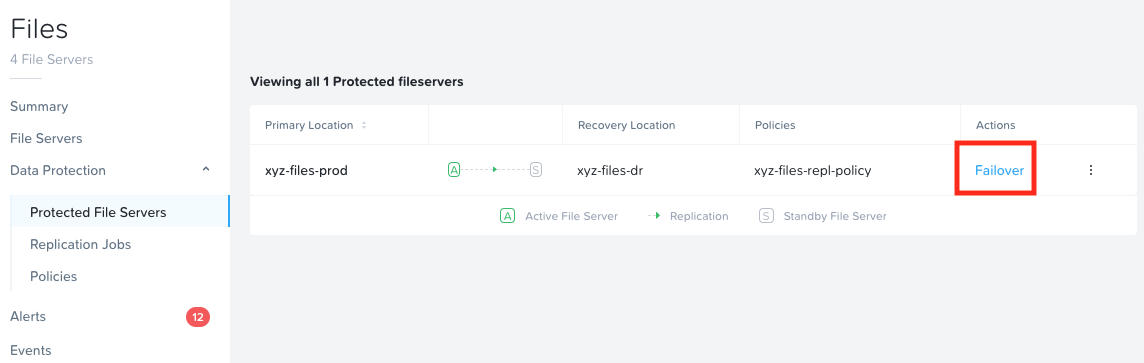 Files
4 File Servers
Summary
File Servers
Data Protection
Protected File Servers
Replication Jobs
Policies
Alerts
12
Events
Viewing all 1 Protected fileservers
Primary Location Recovery Location Policies Actions
xyz-files-prod A S xyz-files-dr xyz-files-repl-policy Failover
A Active File Server Replication S Standby File Server